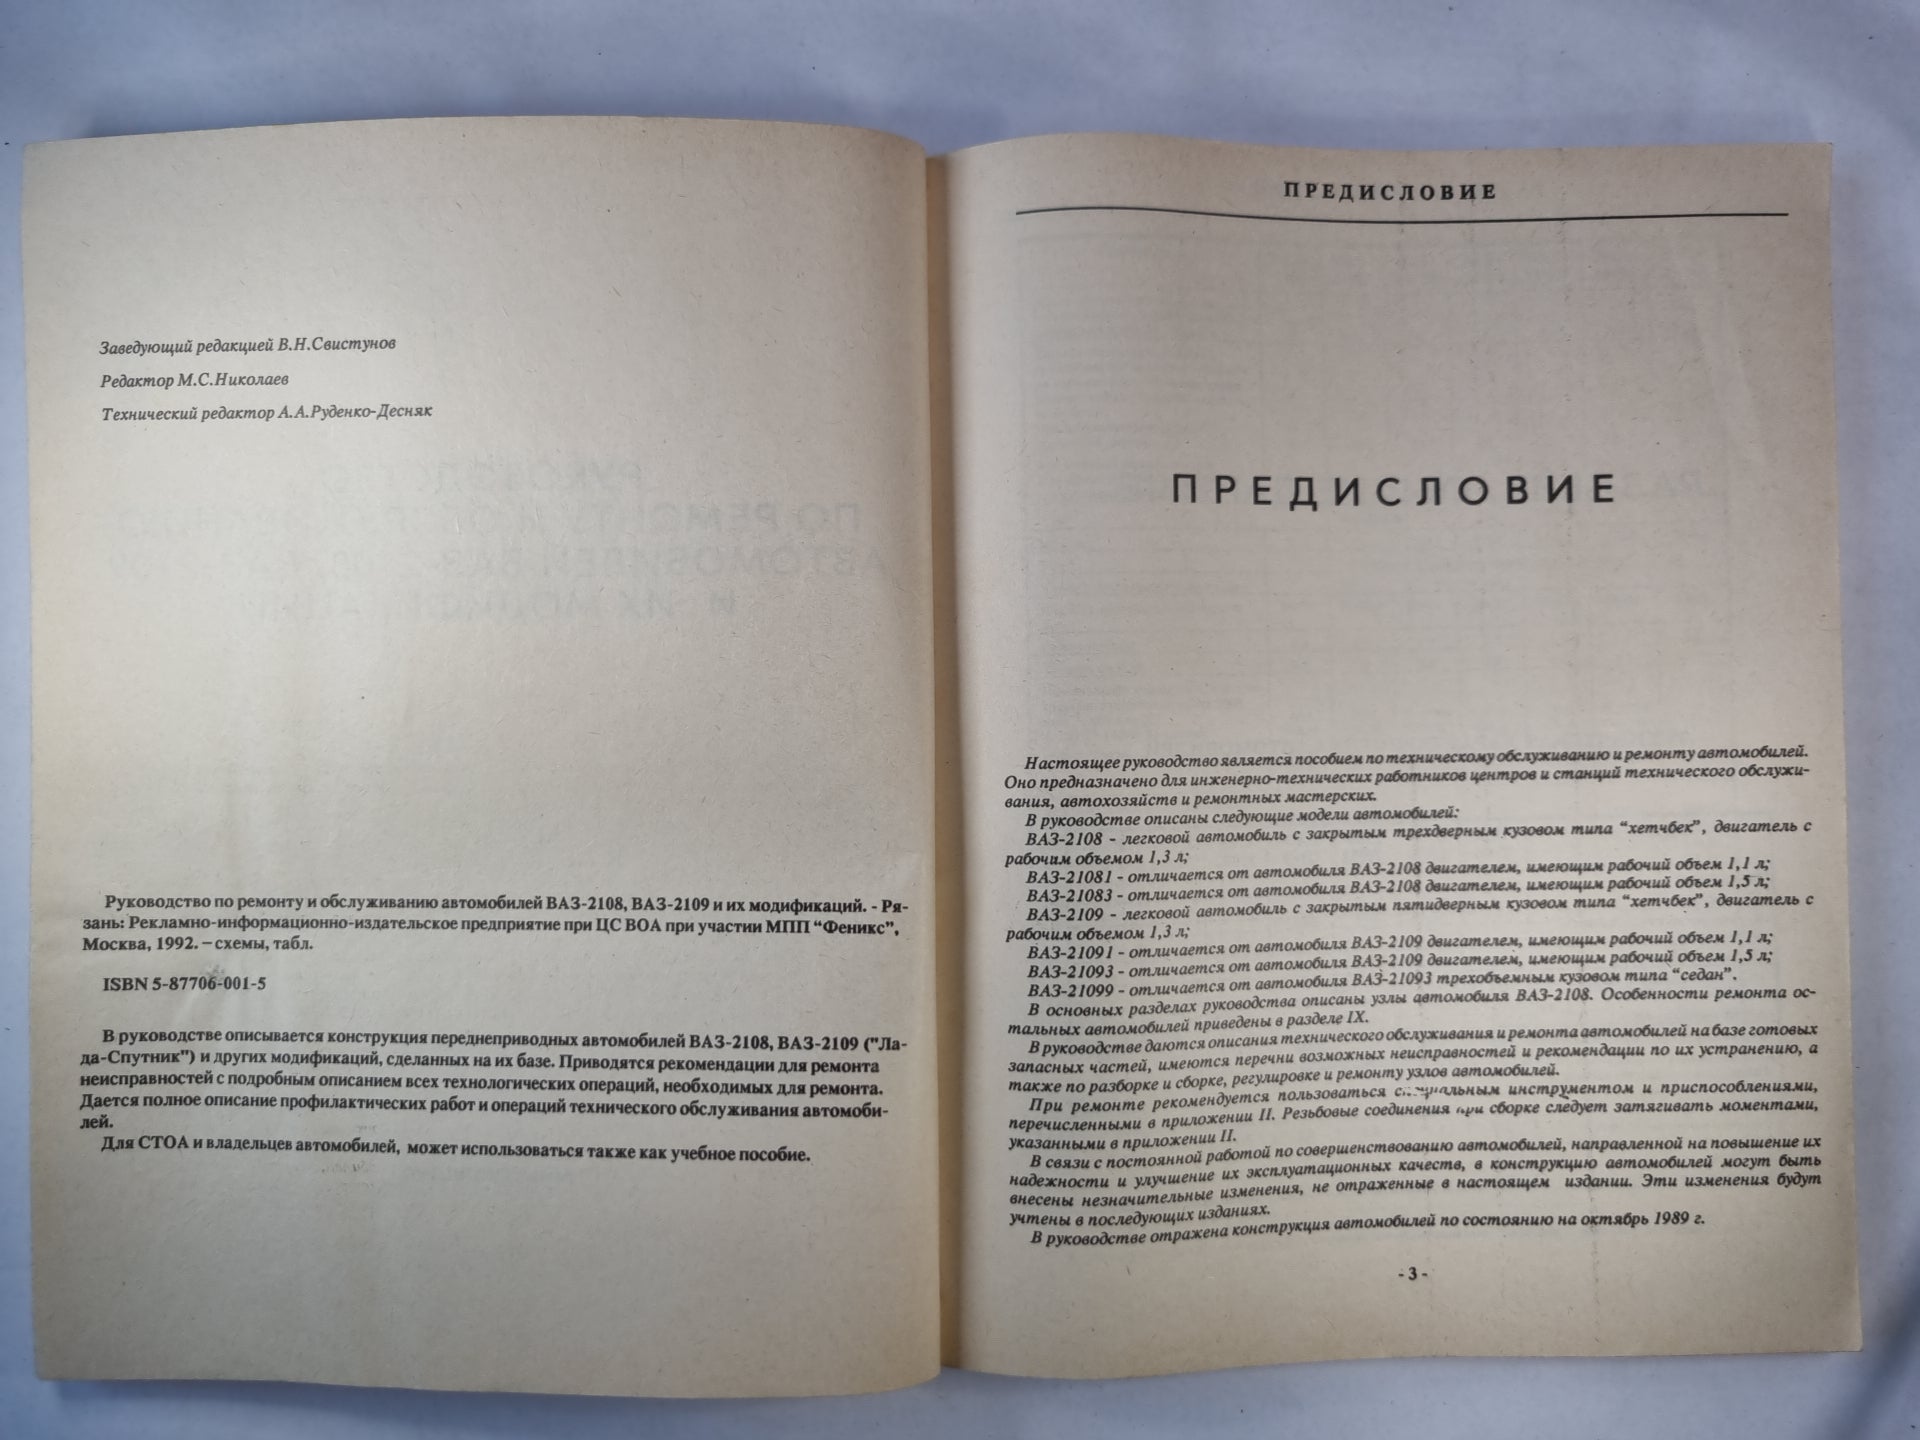 Заведующий редакцией В.Н.Свистунов
Редактор М.С.Николаев
Технический редактор А.А.Руденко-Десняк
Руководство по ремонту и обслуживанию автомобилей ВАЗ-2108, ВАЗ-2109 и их модификаций. - Ря-
зань: Рекламно-информационно-издательское предприятие при ЦС ВОА при участии МПП “Феникс”,
Москва, 1992. – схемы, табл.
ISBN 5-87706-001-5
В руководстве описывается конструкция переднеприводных автомобилей ВАЗ-2108, ВАЗ-2109 ("Ла-
да-Спутник") и других модификаций, сделанных на их базе. Приводятся рекомендации для ремонта
неисправностей с подробным описанием всех технологических операций, необходимых для ремонта.
Дается полное описание профилактических работ и операций технического обслуживания автомоби-
лей.
Для СТОА и владельцев автомобилей, может использоваться также как учебное пособие.
ПРЕДИСЛОВИЕ
ПРЕДИСЛОВИЕ
Настоящее руководство является пособием по техническому обслуживанию и ремонту автомобилей.
Оно предназначено для инженерно-технических работников центров и станций технического обслужи-
вания, автохозяйств и ремонтных мастерских.
В руководстве описаны следующие модели автомобилей:
ВАЗ-2108 - легковой автомобиль с закрытым трехдверным кузовом типа “хетчбек”, двигатель с
рабочим объемом 1,3 л;
ВАЗ-21081 - отличается от автомобиля ВАЗ-2108 двигателем, имеющим рабочий объем 1,1 л;
ВАЗ-21083 - отличается от автомобиля ВАЗ-2108 двигателем, имеющим рабочий объем 1,5 л;
ВАЗ-2109 - легковой автомобиль с закрытым пятидверным кузовом типа “хетчбек”, двигатель с
рабочим объемом 1,3 л;
ВАЗ-21091 - отличается от автомобиля ВАЗ-2109 двигателем, имеющим рабочий объем 1,1 л;
ВАЗ-21093 - отличается от автомобиля ВАЗ-2109 двигателем, имеющим рабочий объем 1,5 л;
ВАЗ-21099 - отличается от автомобиля ВАЗ-21093 трехобъемным кузовом типа “седан”.
В основных разделах руководства описаны узлы автомобиля ВАЗ-2108. Особенности ремонта ос-
тальных автомобилей приведены в разделе IX.
В руководстве даются описания технического обслуживания и ремонта автомобилей на базе готовых
запасных частей, имеются перечни возможных неисправностей и рекомендации по их устранению, а
также по разборке и сборке, регулировке и ремонту узлов автомобилей.
При ремонте рекомендуется пользоваться специальным инструментом и приспособлениями,
перечисленными в приложении II. Резьбовые соединения при сборке следует затягивать моментами,
указанными в приложении II.
В связи с постоянной работой по совершенствованию автомобилей, направленной на повышение их
надежности и улучшение их эксплуатационных качеств, в конструкцию автомобилей могут быть
внесены незначительные изменения, не отраженные в настоящем издании. Эти изменения будут
учтены в последующих изданиях.
В руководстве отражена конструкция автомобилей по состоянию на октябрь 1989 г.
- 3 -